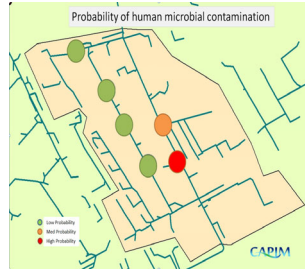 Probability of human microbial contamination
Low Probability
Med Probability
High Probability
CAPIM